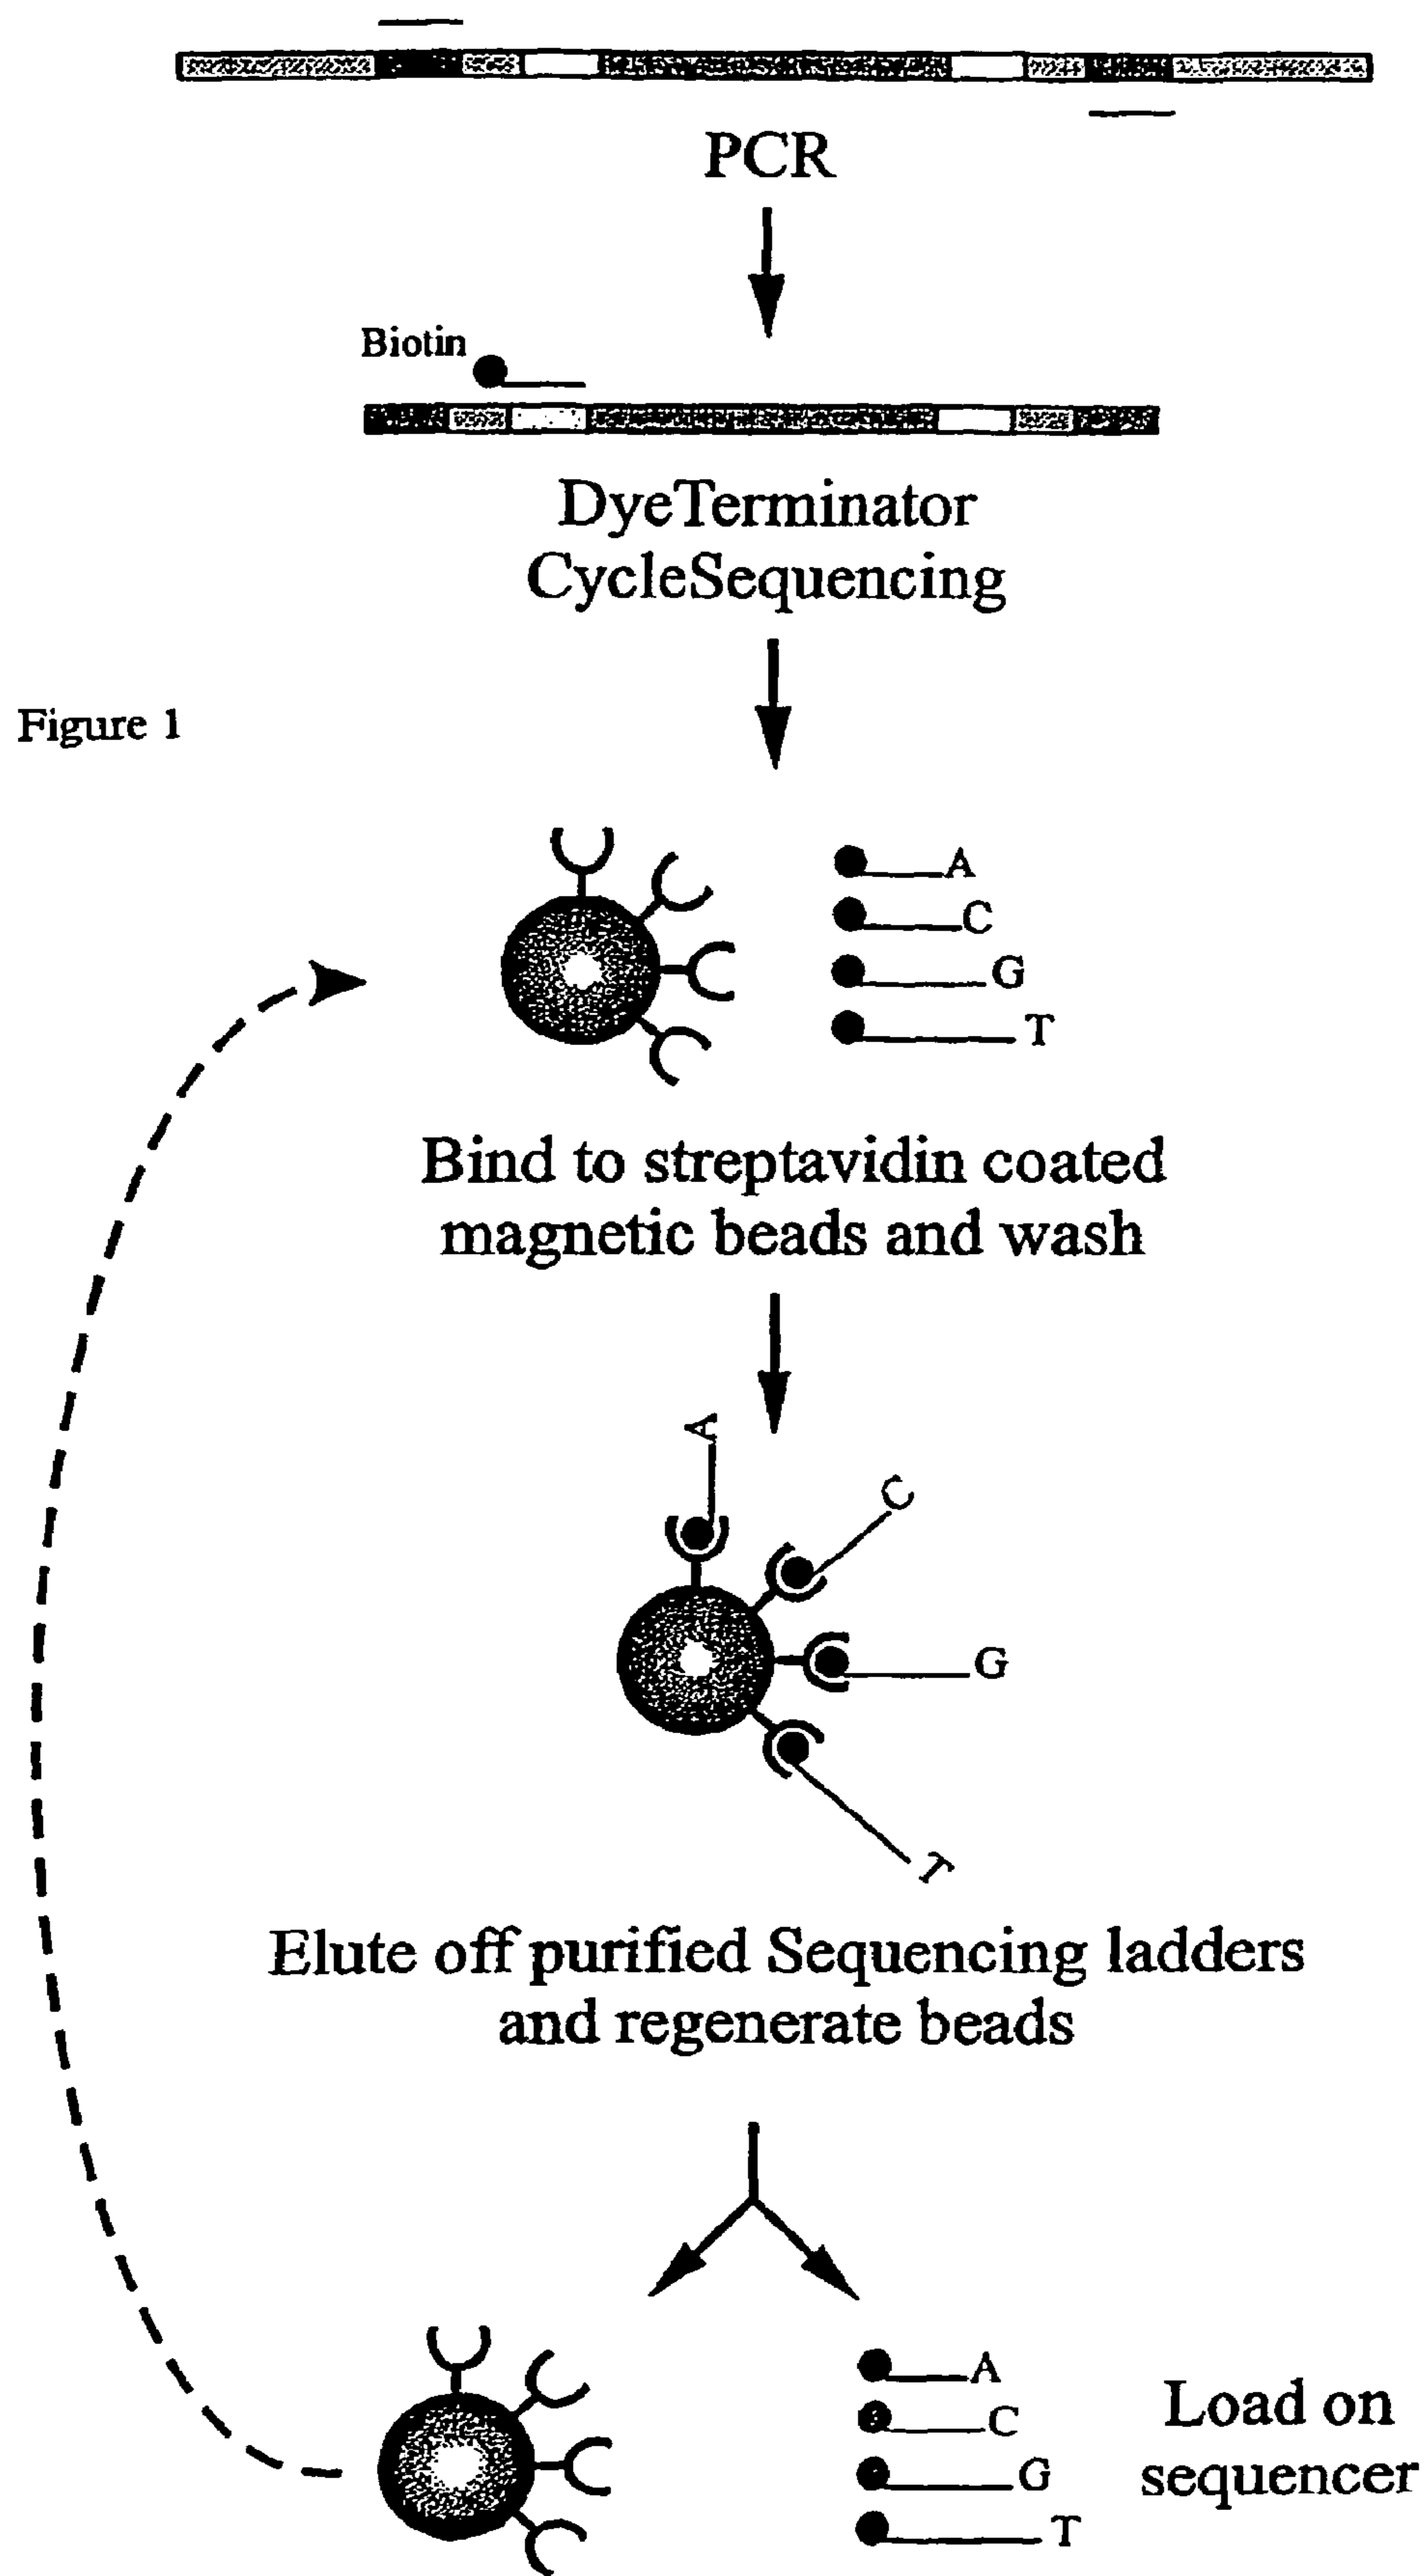 PCR
Biotin
DyeTerminator
CycleSequencing
Figure 1
A
C
G
T
Bind to streptavidin coated
magnetic beads and wash
A
C
G
T
Elute off purified Sequencing ladders
and regenerate beads
A
C
G
T
Load on
sequencer